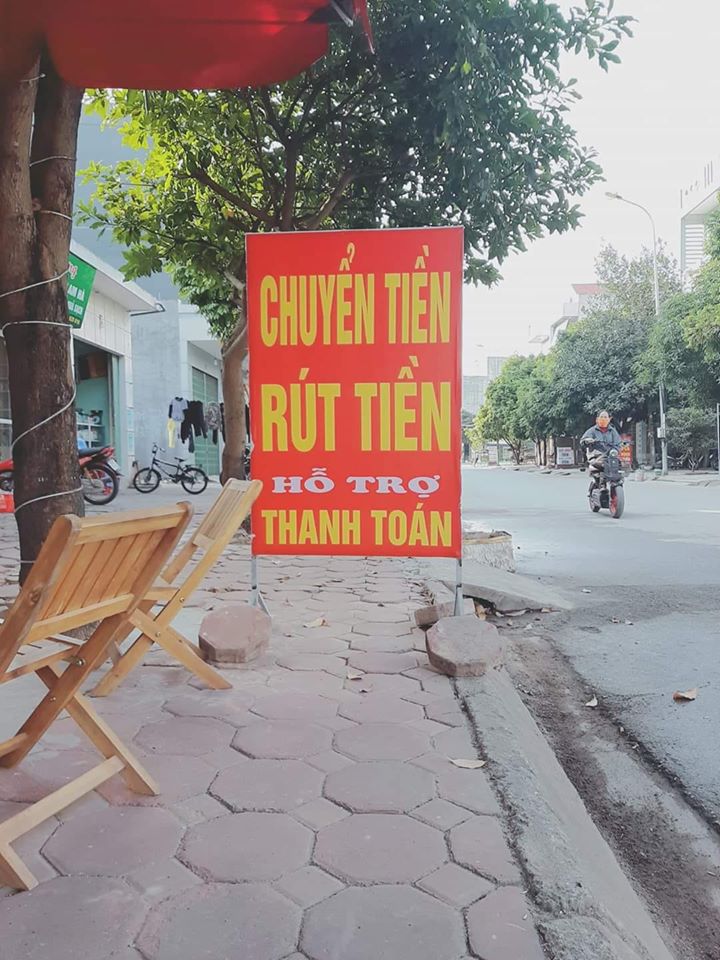 CHUYỂN TIỀN
RÚT TIỀN
HỖ TRỢ
THANH TOÁN